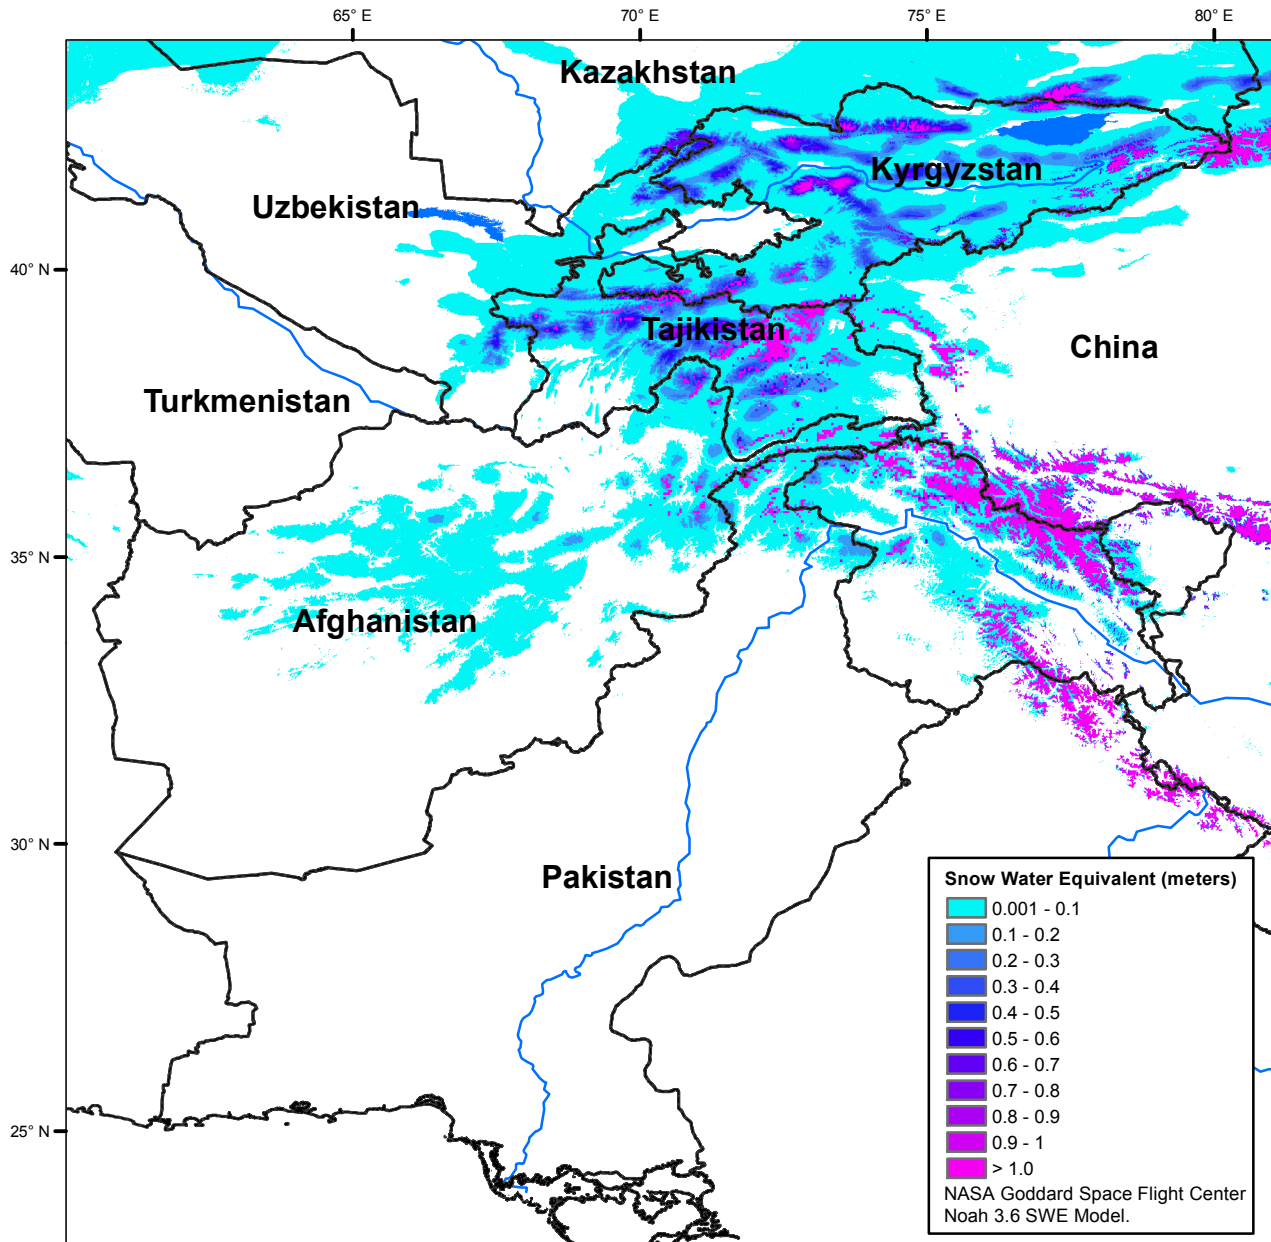 65° E 70° E 75° E 80° E
Kazakhstan
Kyrgyzstan
Uzbekistan
40° N
Tajikistan
China
Turkmenistan
35° N
Afghanistan
30° N
Pakistan
25° N
Snow Water Equivalent (meters)
0.001 - 0.1
0.1 - 0.2
0.2 - 0.3
0.3 - 0.4
0.4 - 0.5
0.5 - 0.6
0.6 - 0.7
0.7 - 0.8
0.8 - 0.9
0.9 - 1
> 1.0
NASA Goddard Space Flight Center
Noah 3.6 SWE Model.